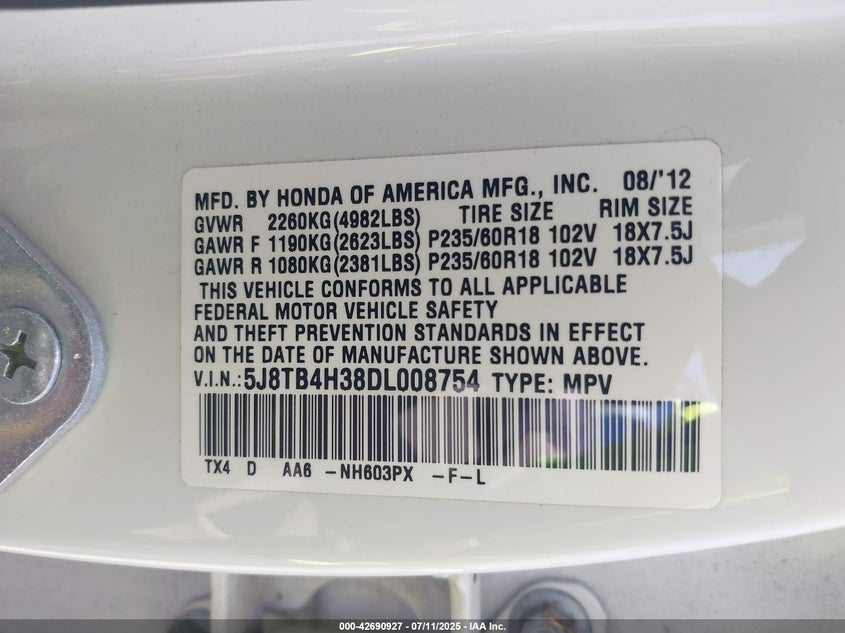 MFD. BY HONDA OF AMERICA MFG., INC. 08/'12
GVWR 2260KG(4982LBS) TIRE SIZE RIM SIZE
GAWR F 1190KG(2623LBS) P235/60R18 102V 18X7.5J
GAWR R 1080KG(2381LBS) P235/60R18 102V 18X7.5J
THIS VEHICLE CONFORMS TO ALL APPLICABLE
FEDERAL MOTOR VEHICLE SAFETY
AND THEFT PREVENTION STANDARDS IN EFFECT
ON THE DATE OF MANUFACTURE SHOWN ABOVE.
V.I.N.:5J8TB4H38DL008754 TYPE: MPV
TX4 D AA6 -NH603PX -F-L
000-42690927 - 07/11/2025 - IAA Inc.